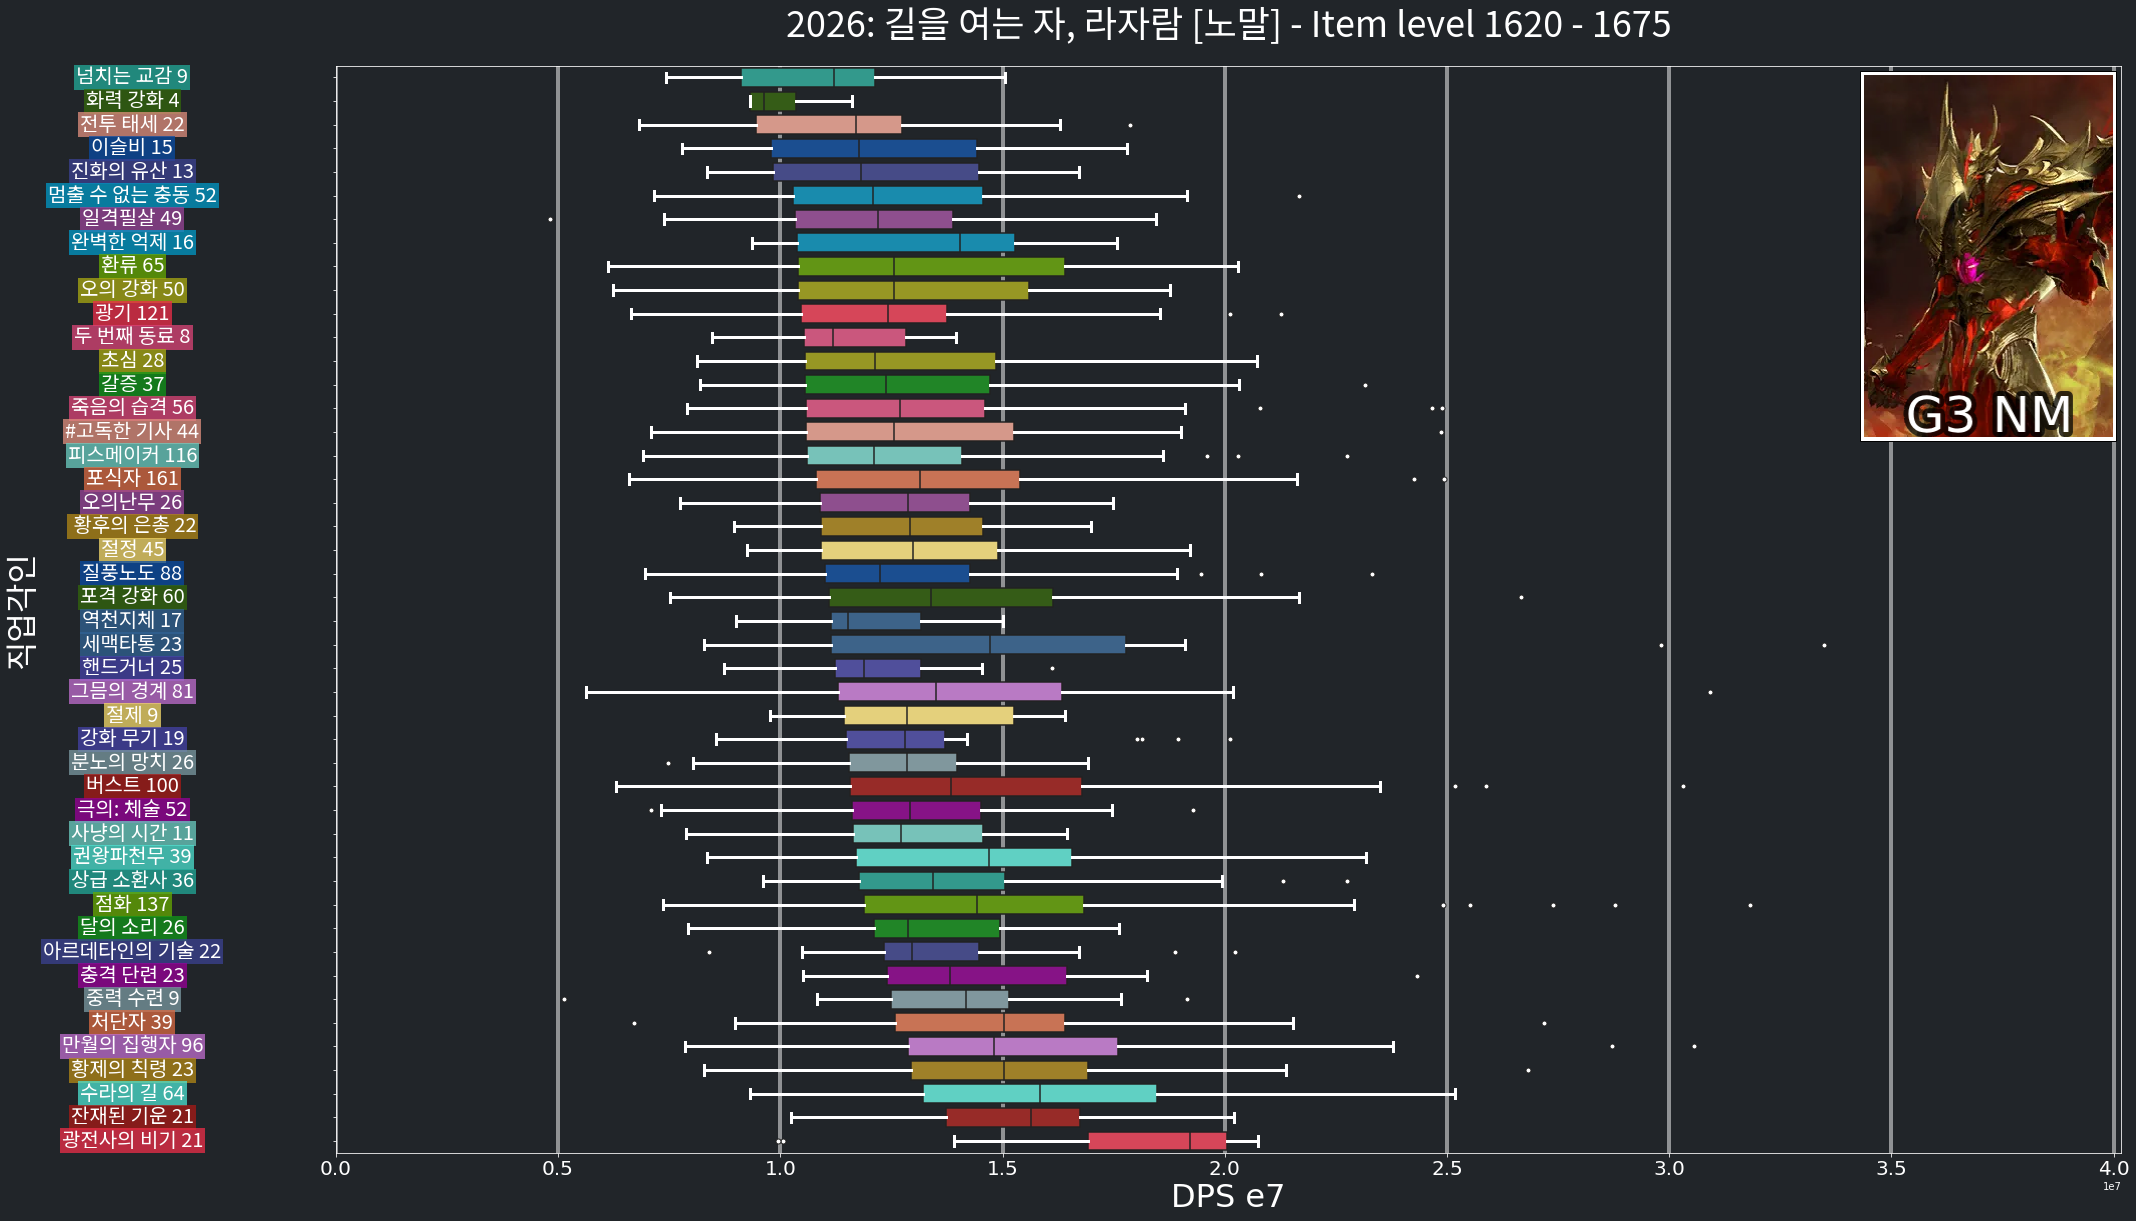 2026: 길을 여는 자, 라자람 [노말] - Item level 1620 - 1675
넘치는 교감 9
화력 강화 4
전투 태세 22
이슬비 15
진화의 유산 13
멈출 수 없는 충동 52
일격필살 49
완벽한 억제 16
환류 65
오의 강화 50
광기 121
두 번째 동료 8
초심 28
갈증 37
죽음의 습격 56
#고독한 기사 44
피스메이커 116
포식자 161
오의난무 26
황후의 은총 22
절정 45
질풍노도 88
포격 강화 60
역천지체 17
세맥타통 23
핸드거너 25
그믐의 경계 81
절제 9
강화 무기 19
분노의 망치 26
버스트 100
극의: 체술 52
사냥의 시간 11
권왕파천무 39
상급 소환사 36
점화 137
달의 소리 26
아르데타인의 기술 22
충격 단련 23
중력 수련 9
처단자 39
만월의 집행자 96
황제의 칙령 23
수라의 길 64
잔재된 기운 21
광전사의 비기 21
직업각인
G3 NM
0.0 0.5 1.0 1.5 2.0 2.5 3.0 3.5 4.0
1e7
DPS e7